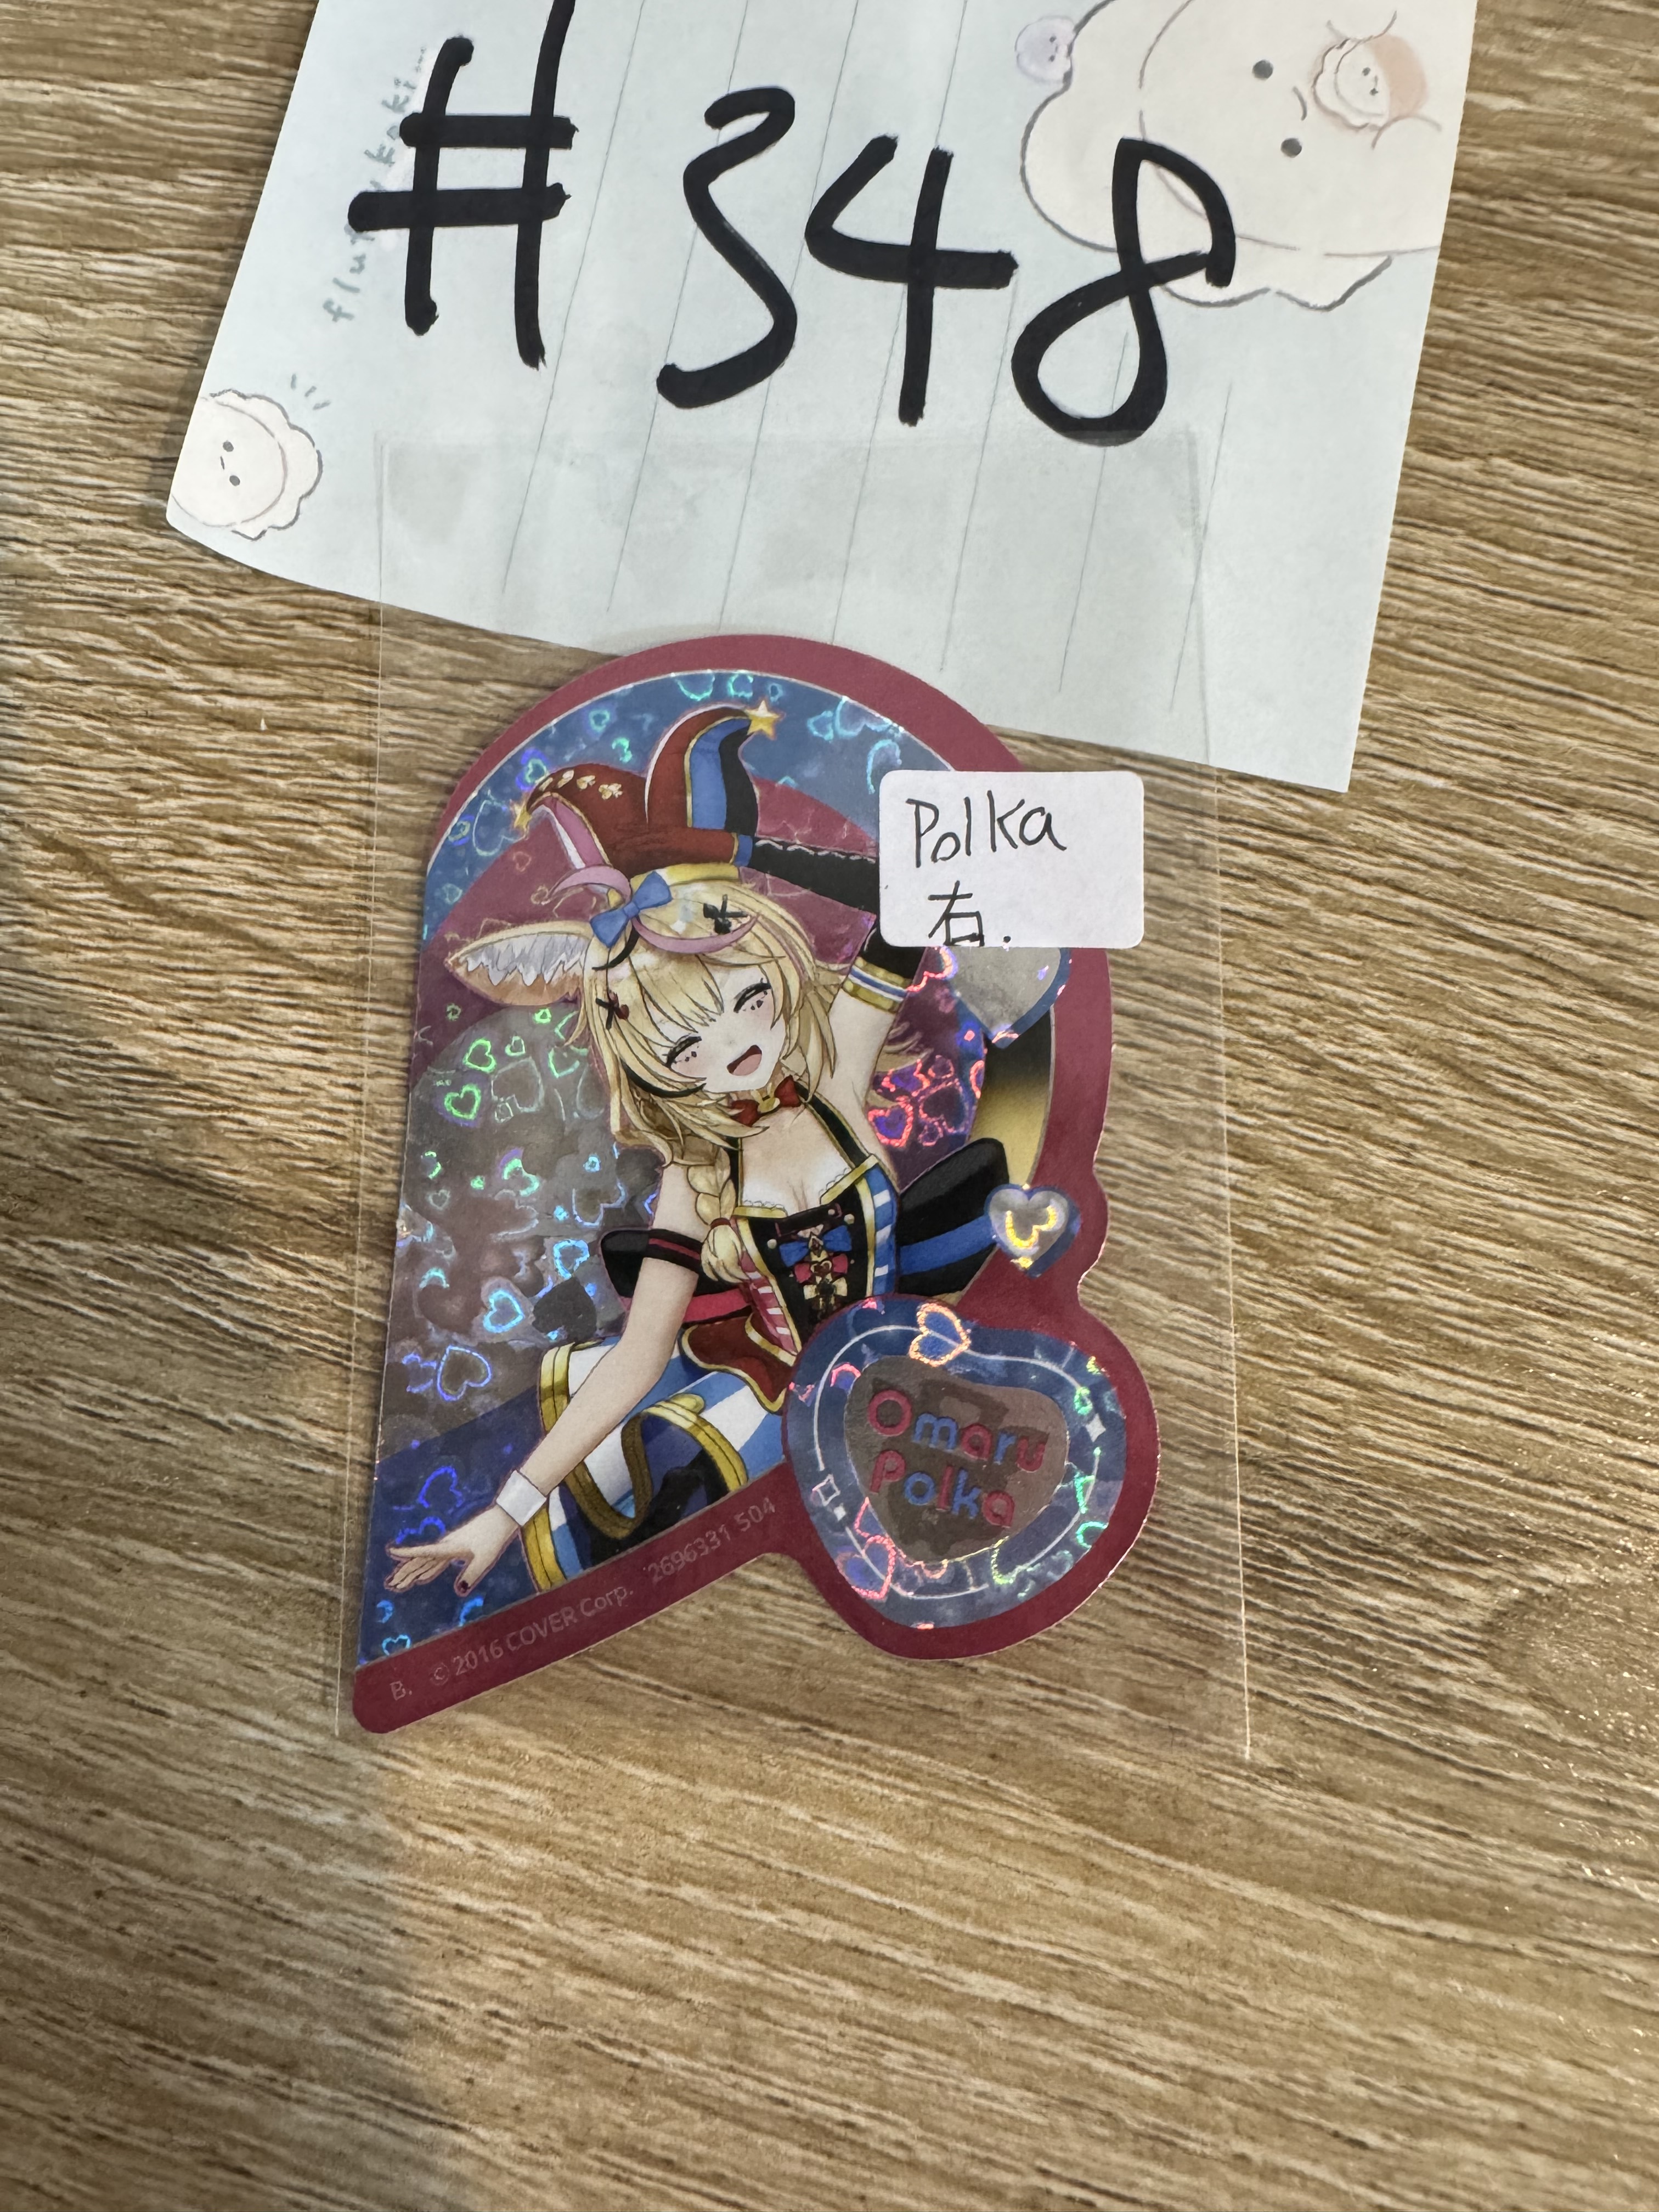 #348
Polka
右.
Omaru
Polka
B. ©2016 COVER Corp. 2696331 504